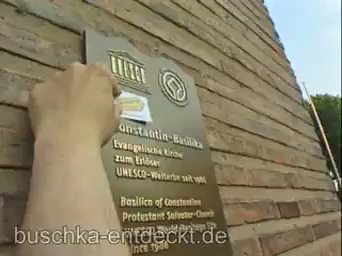 Konstantin-Basilika
Evangelische Kirche
zum Erlöser
UNESCO-Welterbe seit 1986
Basilica of Constantine
Protestant Salvator-Church
since 1986
buschka-entdeckt.de